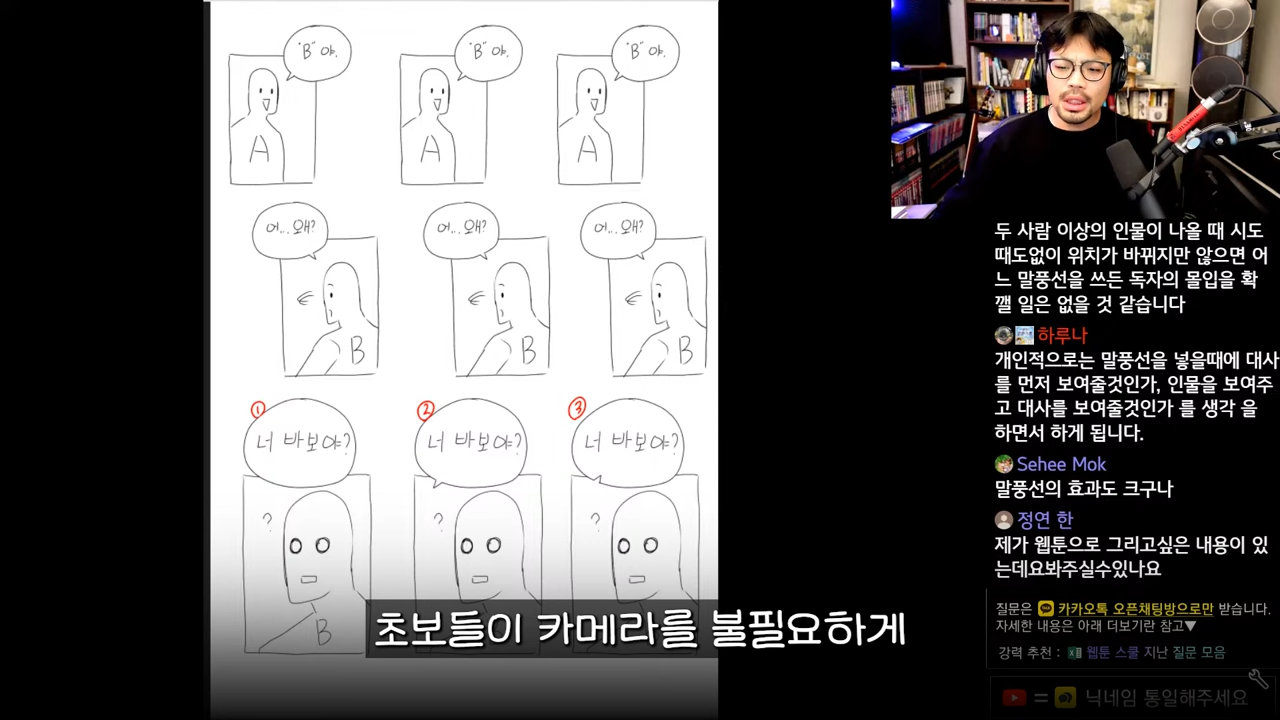 "B" 야.
"B" 야.
"B" 야.
A
A
A
어... 왜?
어... 왜?
어... 왜?
B
B
B
①
②
③
너 바보야?
너 바보야?
너 바보야?
?
?
?
B
초보들이 카메라를 불필요하게
두 사람 이상의 인물이 나올 때 시도
때도없이 위치가 바뀌지만 않으면 어
느 말풍선을 쓰든 독자의 몰입을 확
깰 일은 없을 것 같습니다
하루나
개인적으로는 말풍선을 넣을때에 대사
를 먼저 보여줄것인가, 인물을 보여주
고 대사를 보여줄것인가 를 생각 을
하면서 하게 됩니다.
Sehee Mok
말풍선의 효과도 크구나
정연 한
제가 웹툰으로 그리고싶은 내용이 있
는데요봐주실수있나요
질문은 카카오톡 오픈채팅방으로만 받습니다.
자세한 내용은 아래 더보기란 참고▼
강력 추천 : 웹툰 스쿨 지난 질문 모음
= 닉네임 통일해주세요